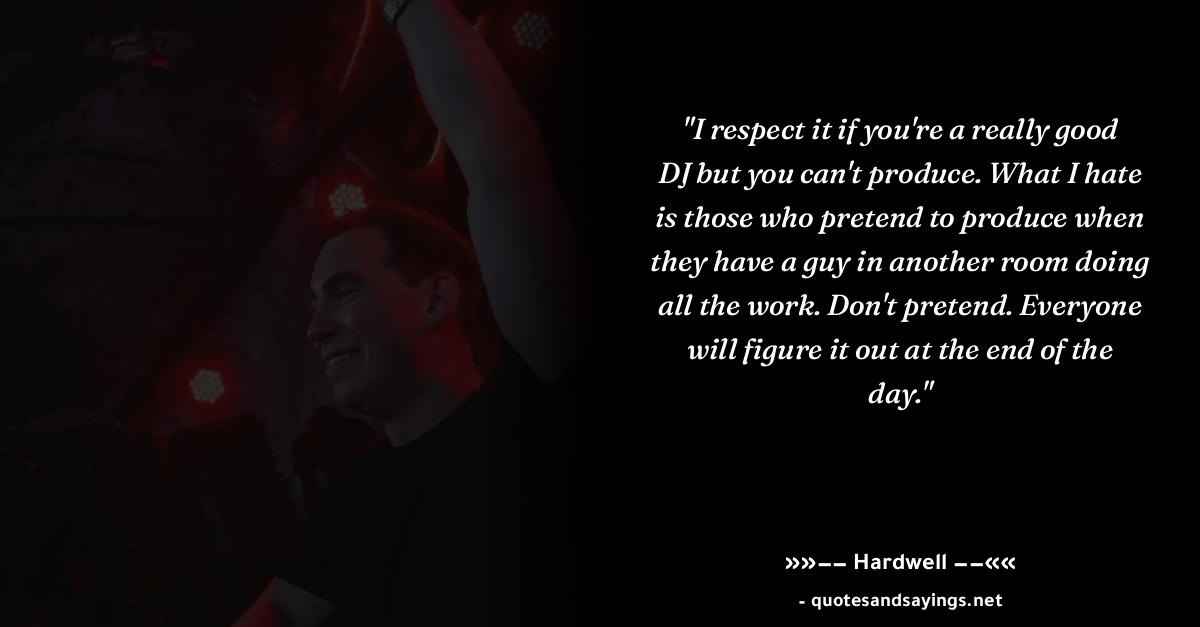 "I respect it if you're a really good
DJ but you can't produce. What I hate
is those who pretend to produce when
they have a guy in another room doing
all the work. Don't pretend. Everyone
will figure it out at the end of the
day."
»»–– Hardwell ––««
- quotesandsayings.net